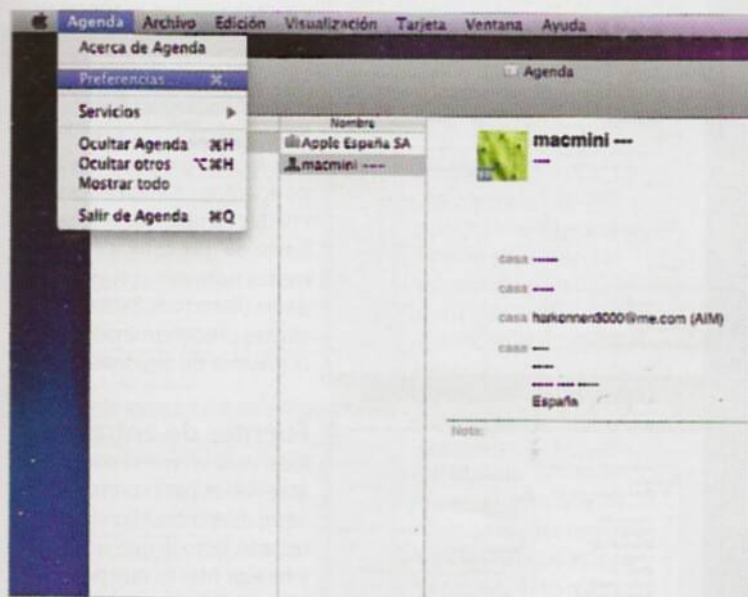 Agenda Archivo Edición Visualización Tarjeta Ventana Ayuda
Acerca de Agenda
Preferencias... ⌘,
Servicios
Ocultar Agenda ⌘H
Ocultar otros ⌥⌘H
Mostrar todo
Salir de Agenda ⌘Q
Agenda
Nombre
Apple España SA
macmini ----
macmini ---
----
casa -----
casa ----
casa harkonnen3000@me.com (AIM)
casa ---
----
---- --- ----
España
Nota: